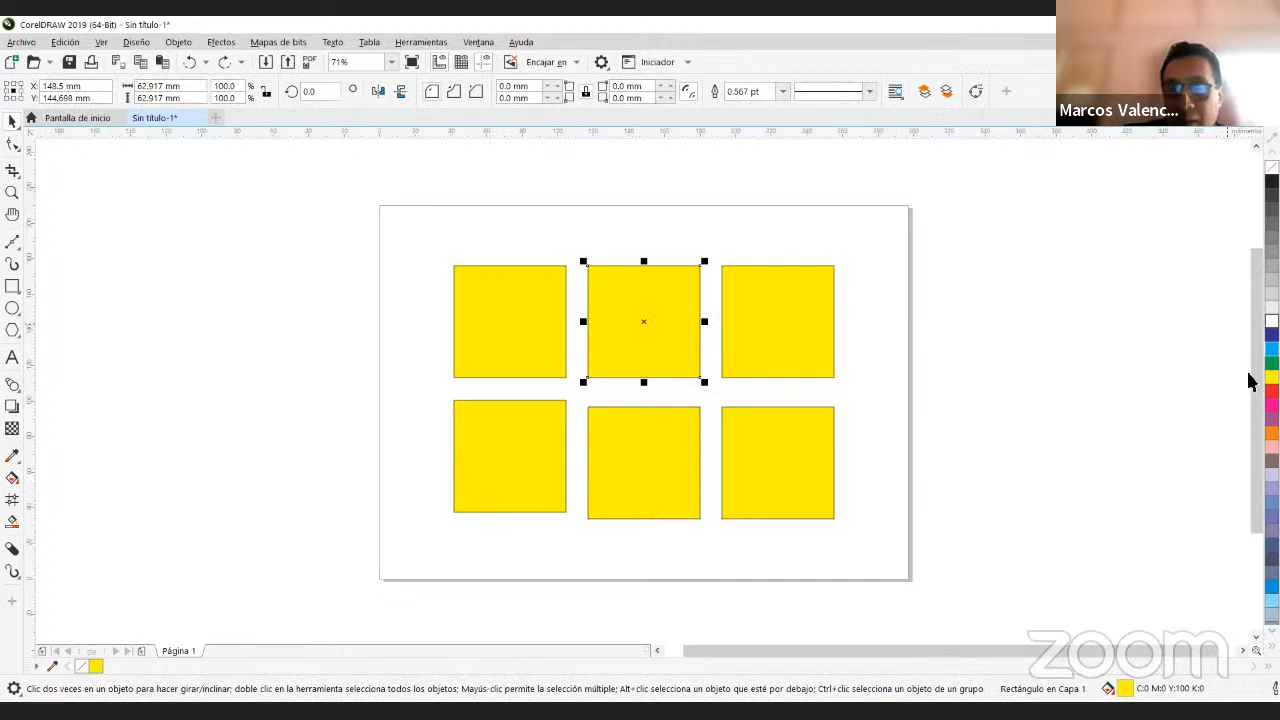 CorelDRAW 2019 (64-Bit) - Sin título-1*
Archivo Edición Ver Diseño Objeto Efectos Mapas de bits Texto Tabla Herramientas Ventana Ayuda
PDF 71% Encajar en Iniciador
X: 148.5 mm 62.917 mm 100.0 % 0.0 0.0 mm 0.0 mm 0.567 pt
Y: 144.698 mm 62.917 mm 100.0 % 0.0 mm 0.0 mm
Marcos Valenc...
Pantalla de inicio Sin título-1*
milímetros
1 de 1 Página 1
zoom
Clic dos veces en un objeto para hacer girar/inclinar; doble clic en la herramienta selecciona todos los objetos; Mayús-clic permite la selección múltiple; Alt+clic selecciona un objeto que esté por debajo; Ctrl+clic selecciona un objeto de un grupo Rectángulo en Capa 1 C:0 M:0 Y:100 K:0